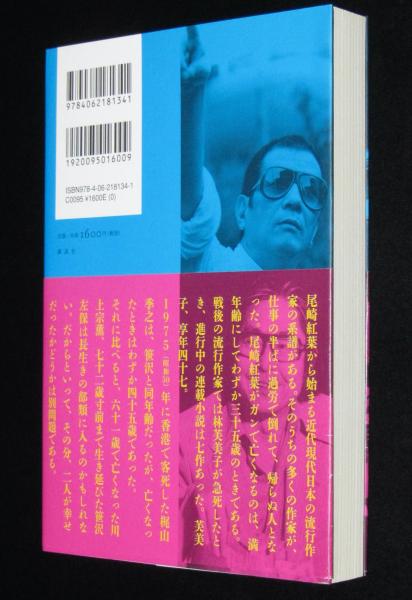 9784062181341
1920095016009
ISBN978-4-06-218134-1
C0095 ¥1600E (0)
定価：本体1600円(税別)
講談社
尾崎紅葉から始まる近代現代日本の流行作
家の系譜がある。そのうちの多くの作家が、
仕事の半ばに過労で倒れて、帰らぬ人とな
った。尾崎紅葉がガンで亡くなるのは、満
年齢にしてわずか三十五歳のときである。
戦後の流行作家では林芙美子が急死したと
き、進行中の連載小説は七作あった。芙美
子、享年四十七。
1975（昭和50）年に香港で客死した梶山
季之は、笹沢と同年齢だったが、亡くなっ
たときはわずか四十五歳であった。
それに比べると、六十一歳で亡くなった川
上宗薫、七十二歳寸前まで生き延びた笹沢
左保は長生きの部類に入るのかもしれな
い。だからといって、その分、二人が幸せ
だったかどうかは別問題である。